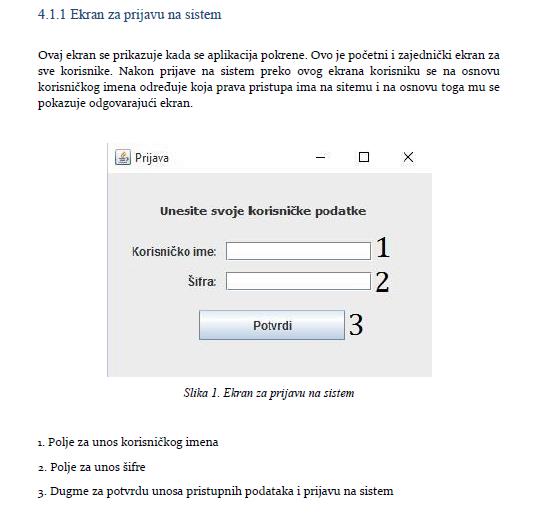 4.1.1 Ekran za prijavu na sistem
Ovaj ekran se prikazuje kada se aplikacija pokrene. Ovo je početni i zajednički ekran za
sve korisnike. Nakon prijave na sistem preko ovog ekrana korisniku se na osnovu
korisničkog imena određuje koja prava pristupa ima na sitemu i na osnovu toga mu se
pokazuje odgovarajući ekran.
Prijava
Unesite svoje korisničke podatke
Korisničko ime: 1
Šifra: 2
Potvrdi 3
Slika 1. Ekran za prijavu na sistem
1. Polje za unos korisničkog imena
2. Polje za unos šifre
3. Dugme za potvrdu unosa pristupnih podataka i prijavu na sistem